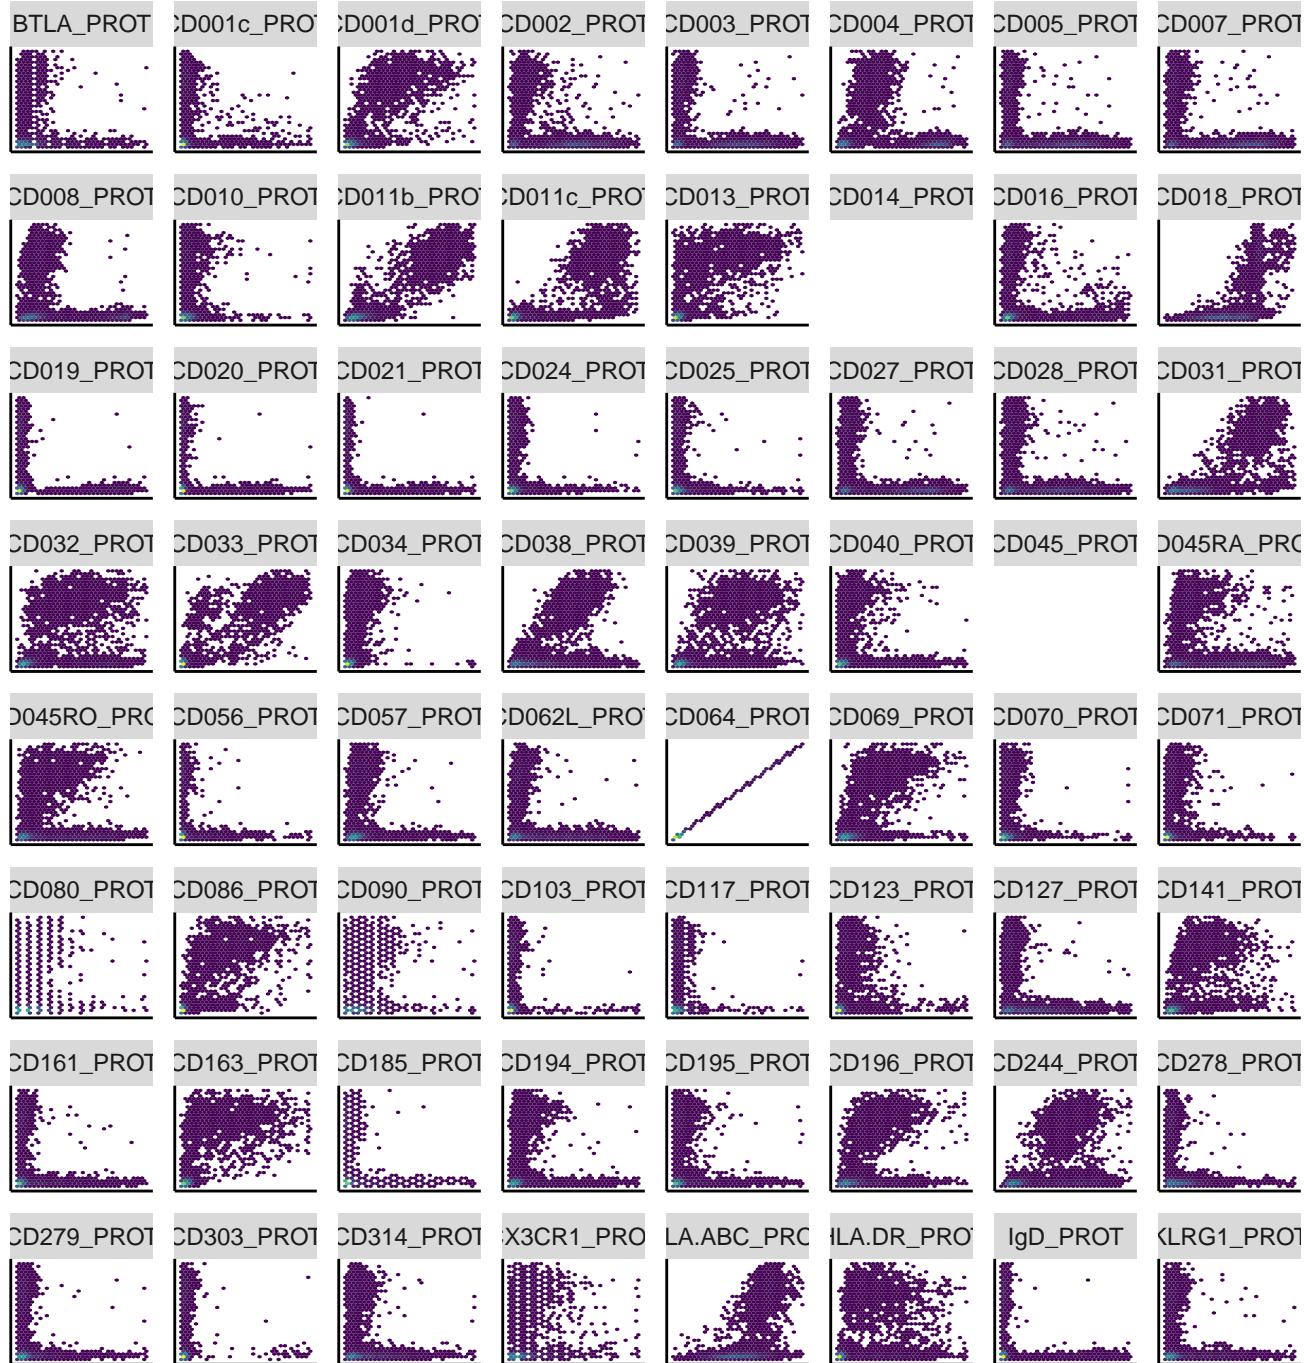 BTLA_PROT CD001c_PROT CD001d_PROT CD002_PROT CD003_PROT CD004_PROT CD005_PROT CD007_PROT
CD008_PROT CD010_PROT CD011b_PROT CD011c_PROT CD013_PROT CD014_PROT CD016_PROT CD018_PROT
CD019_PROT CD020_PROT CD021_PROT CD024_PROT CD025_PROT CD027_PROT CD028_PROT CD031_PROT
CD032_PROT CD033_PROT CD034_PROT CD038_PROT CD039_PROT CD040_PROT CD045_PROT D045RA_PRO
D045RO_PRO CD056_PROT CD057_PROT CD062L_PROT CD064_PROT CD069_PROT CD070_PROT CD071_PROT
CD080_PROT CD086_PROT CD090_PROT CD103_PROT CD117_PROT CD123_PROT CD127_PROT CD141_PROT
CD161_PROT CD163_PROT CD185_PROT CD194_PROT CD195_PROT CD196_PROT CD244_PROT CD278_PROT
CD279_PROT CD303_PROT CD314_PROT X3CR1_PRO LA.ABC_PRO HLA.DR_PROT IgD_PROT KLRG1_PROT